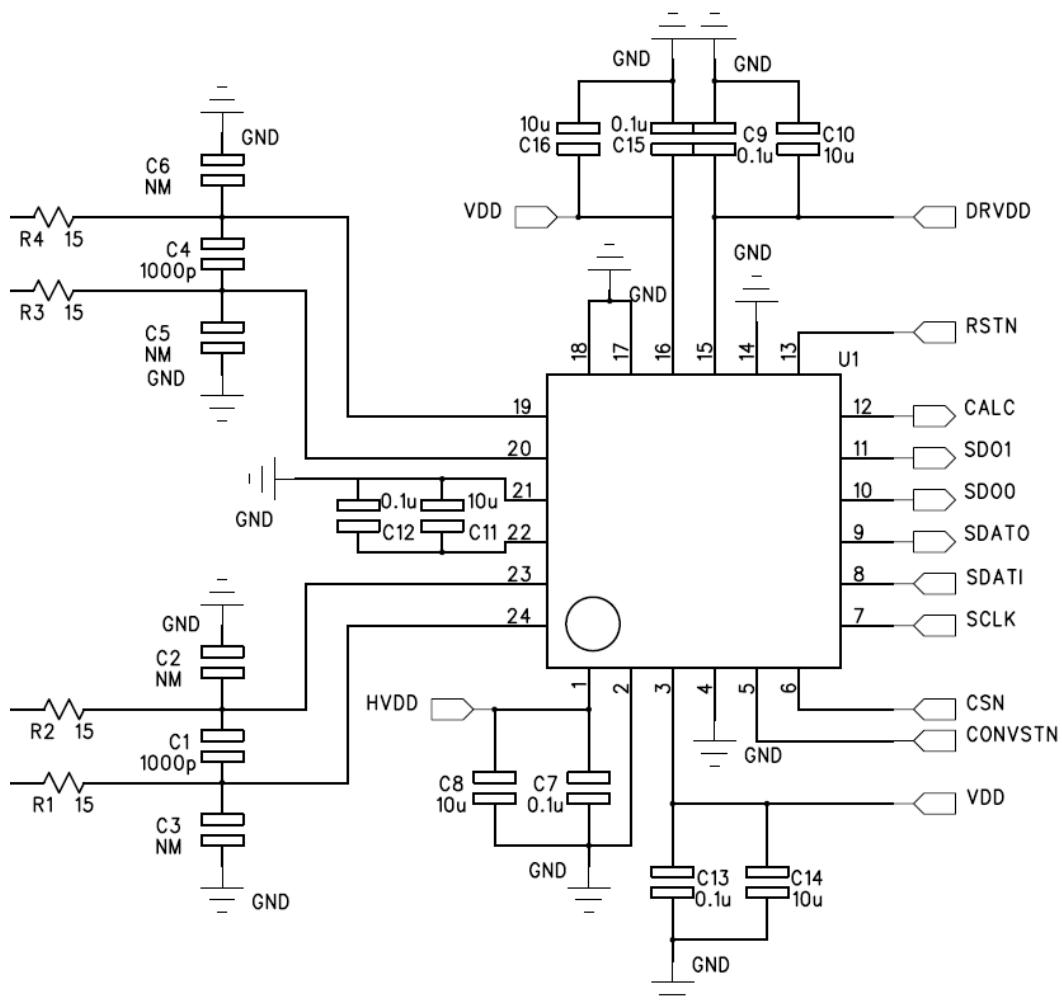 GND
GND
10u
C16
0.1u
C15
C9
0.1u
C10
10u
GND
C6
NM
VDD
DRVDD
R4 15
C4
1000p
GND
R3 15
GND
C5
NM
GND
RSTN
18
17
16
15
14
13
U1
19
12
CALC
20
11
SDO1
0.1u
10u
21
10
SDO0
GND
C12
C11
22
9
SDATO
23
8
SDATI
24
7
SCLK
GND
C2
NM
1
2
3
4
5
6
HVDD
CSN
R2 15
C1
1000p
GND
CONVSTN
C8
10u
C7
0.1u
R1 15
VDD
C3
NM
GND
GND
C13
0.1u
C14
10u
GND